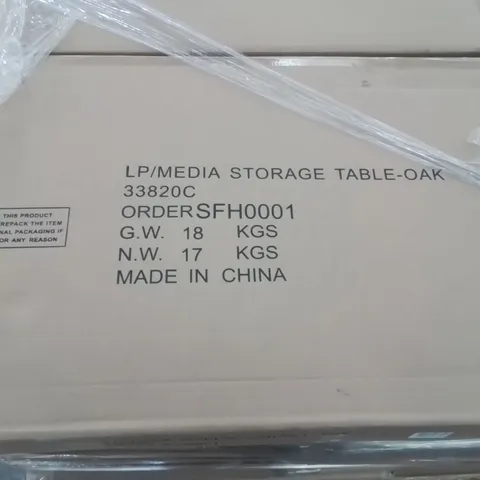 LP/MEDIA STORAGE TABLE-OAK
33820C
ORDER SFH0001
G.W. 18 KGS
N.W. 17 KGS
MADE IN CHINA
THIS PRODUCT
REPACK THE ITEM
NAL PACKAGING IF
OR ANY REASON